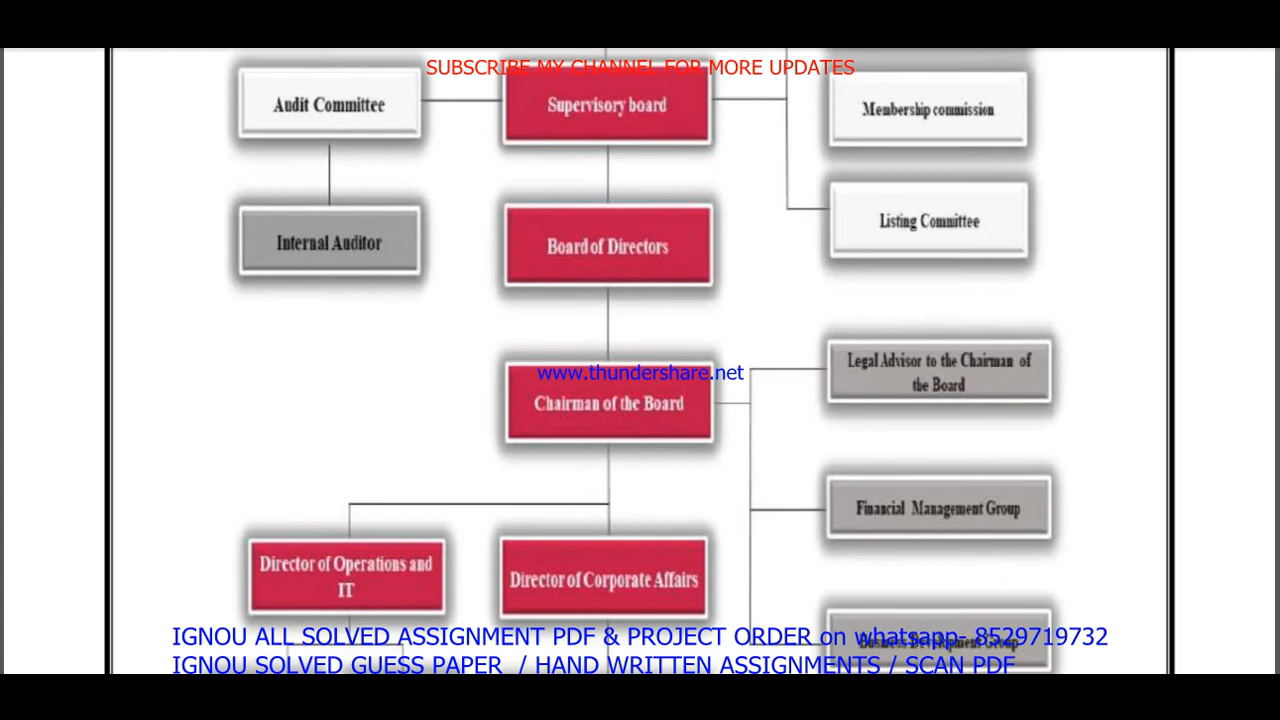 SUBSCRIBE MY CHANNEL FOR MORE UPDATES
Audit Committee
Supervisory board
Membership commission
Internal Auditor
Board of Directors
Listing Committee
www.thundershare.net
Chairman of the Board
Legal Advisor to the Chairman of
the Board
Financial Management Group
Director of Operations and
IT
Director of Corporate Affairs
Business Development Group
IGNOU ALL SOLVED ASSIGNMENT PDF & PROJECT ORDER on whatsapp- 8529719732
IGNOU SOLVED GUESS PAPER / HAND WRITTEN ASSIGNMENTS / SCAN PDF